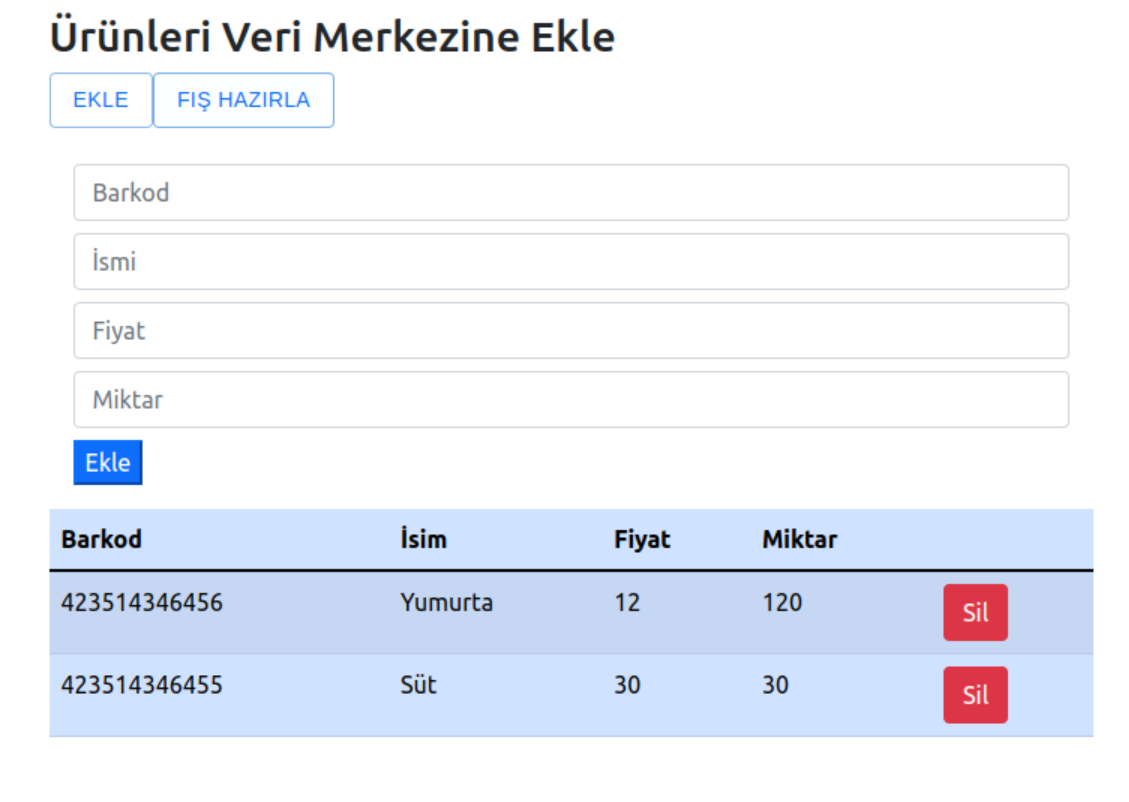 Ürünleri Veri Merkezine Ekle
EKLE FIŞ HAZIRLA
Barkod
İsmi
Fiyat
Miktar
Ekle
Barkod İsim Fiyat Miktar
423514346456 Yumurta 12 120 Sil
423514346455 Süt 30 30 Sil